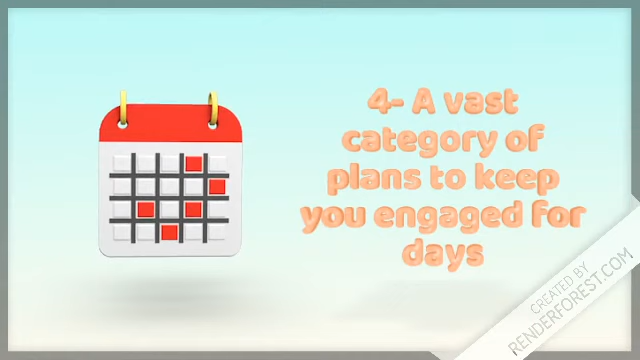 4- A vast
category of
plans to keep
you engaged for
days
CREATED BY
RENDERFOREST.COM